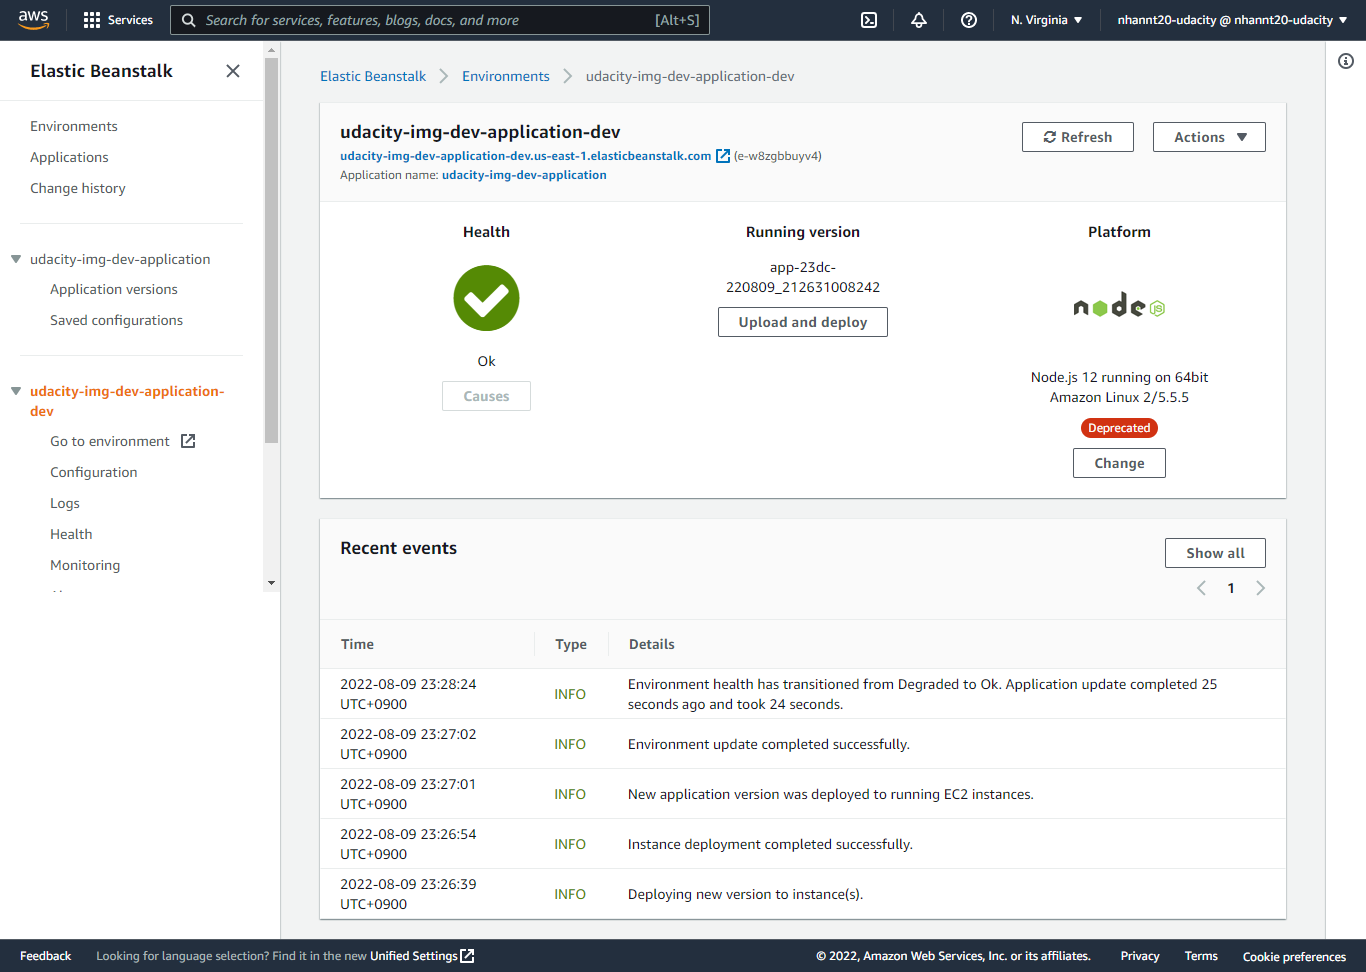 aws
Services
Search for services, features, blogs, docs, and more
[Alt+S]
N. Virginia
nhannt20-udacity @ nhannt20-udacity
Elastic Beanstalk
Environments
Applications
Change history
udacity-img-dev-application
Application versions
Saved configurations
udacity-img-dev-application-
dev
Go to environment
Configuration
Logs
Health
Monitoring
Elastic Beanstalk
Environments
udacity-img-dev-application-dev
udacity-img-dev-application-dev
udacity-img-dev-application-dev.us-east-1.elasticbeanstalk.com (e-w8zgbbuyv4)
Application name: udacity-img-dev-application
Refresh
Actions
Health
Ok
Causes
Running version
app-23dc-
220809_212631008242
Upload and deploy
Platform
node JS
Node.js 12 running on 64bit
Amazon Linux 2/5.5.5
Deprecated
Change
Recent events
Show all
1
Time
Type
Details
2022-08-09 23:28:24
UTC+0900
INFO
Environment health has transitioned from Degraded to Ok. Application update completed 25
seconds ago and took 24 seconds.
2022-08-09 23:27:02
UTC+0900
INFO
Environment update completed successfully.
2022-08-09 23:27:01
UTC+0900
INFO
New application version was deployed to running EC2 instances.
2022-08-09 23:26:54
UTC+0900
INFO
Instance deployment completed successfully.
2022-08-09 23:26:39
UTC+0900
INFO
Deploying new version to instance(s).
Feedback
Looking for language selection? Find it in the new Unified Settings
© 2022, Amazon Web Services, Inc. or its affiliates.
Privacy
Terms
Cookie preferences